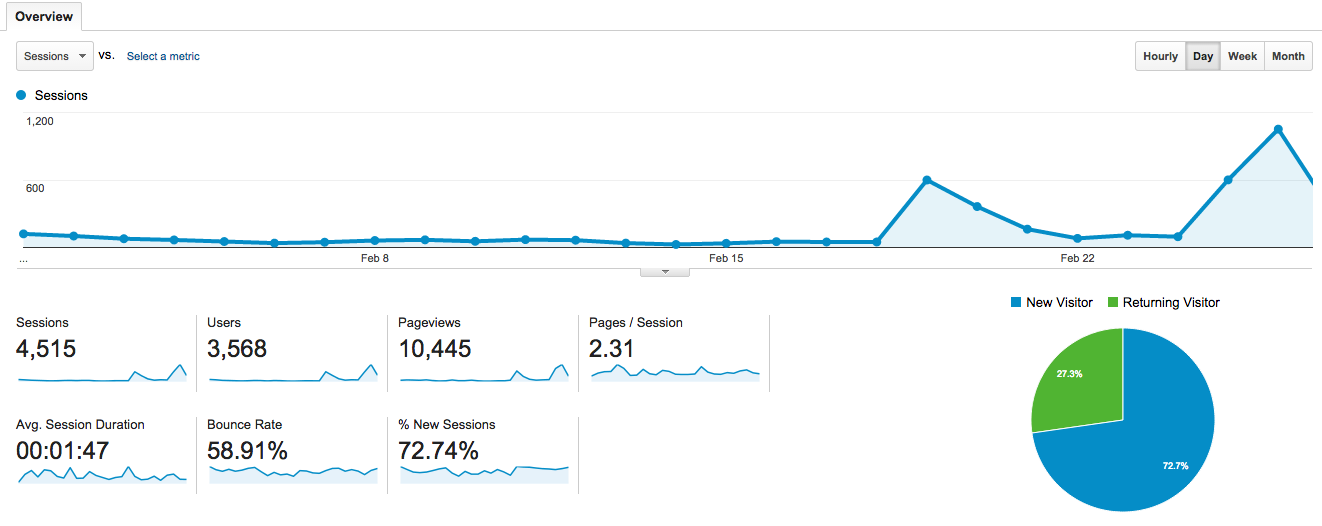 Overview
Sessions vs. Select a metric Hourly Day Week Month
Sessions
1,200
600
... Feb 8 Feb 15 Feb 22
New Visitor Returning Visitor
Sessions Users Pageviews Pages / Session
4,515 3,568 10,445 2.31
27.3%
Avg. Session Duration Bounce Rate % New Sessions
00:01:47 58.91% 72.74%
72.7%